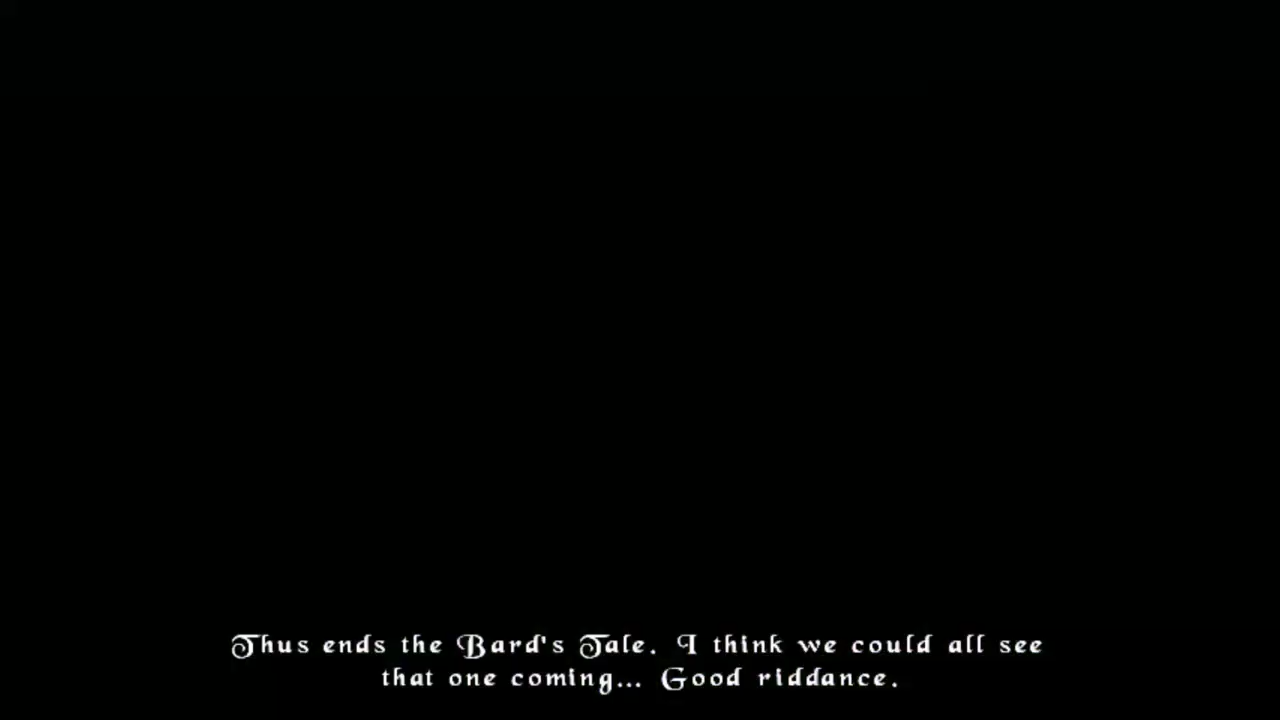 Thus ends the Bard's Tale. I think we could all see
that one coming... Good riddance.